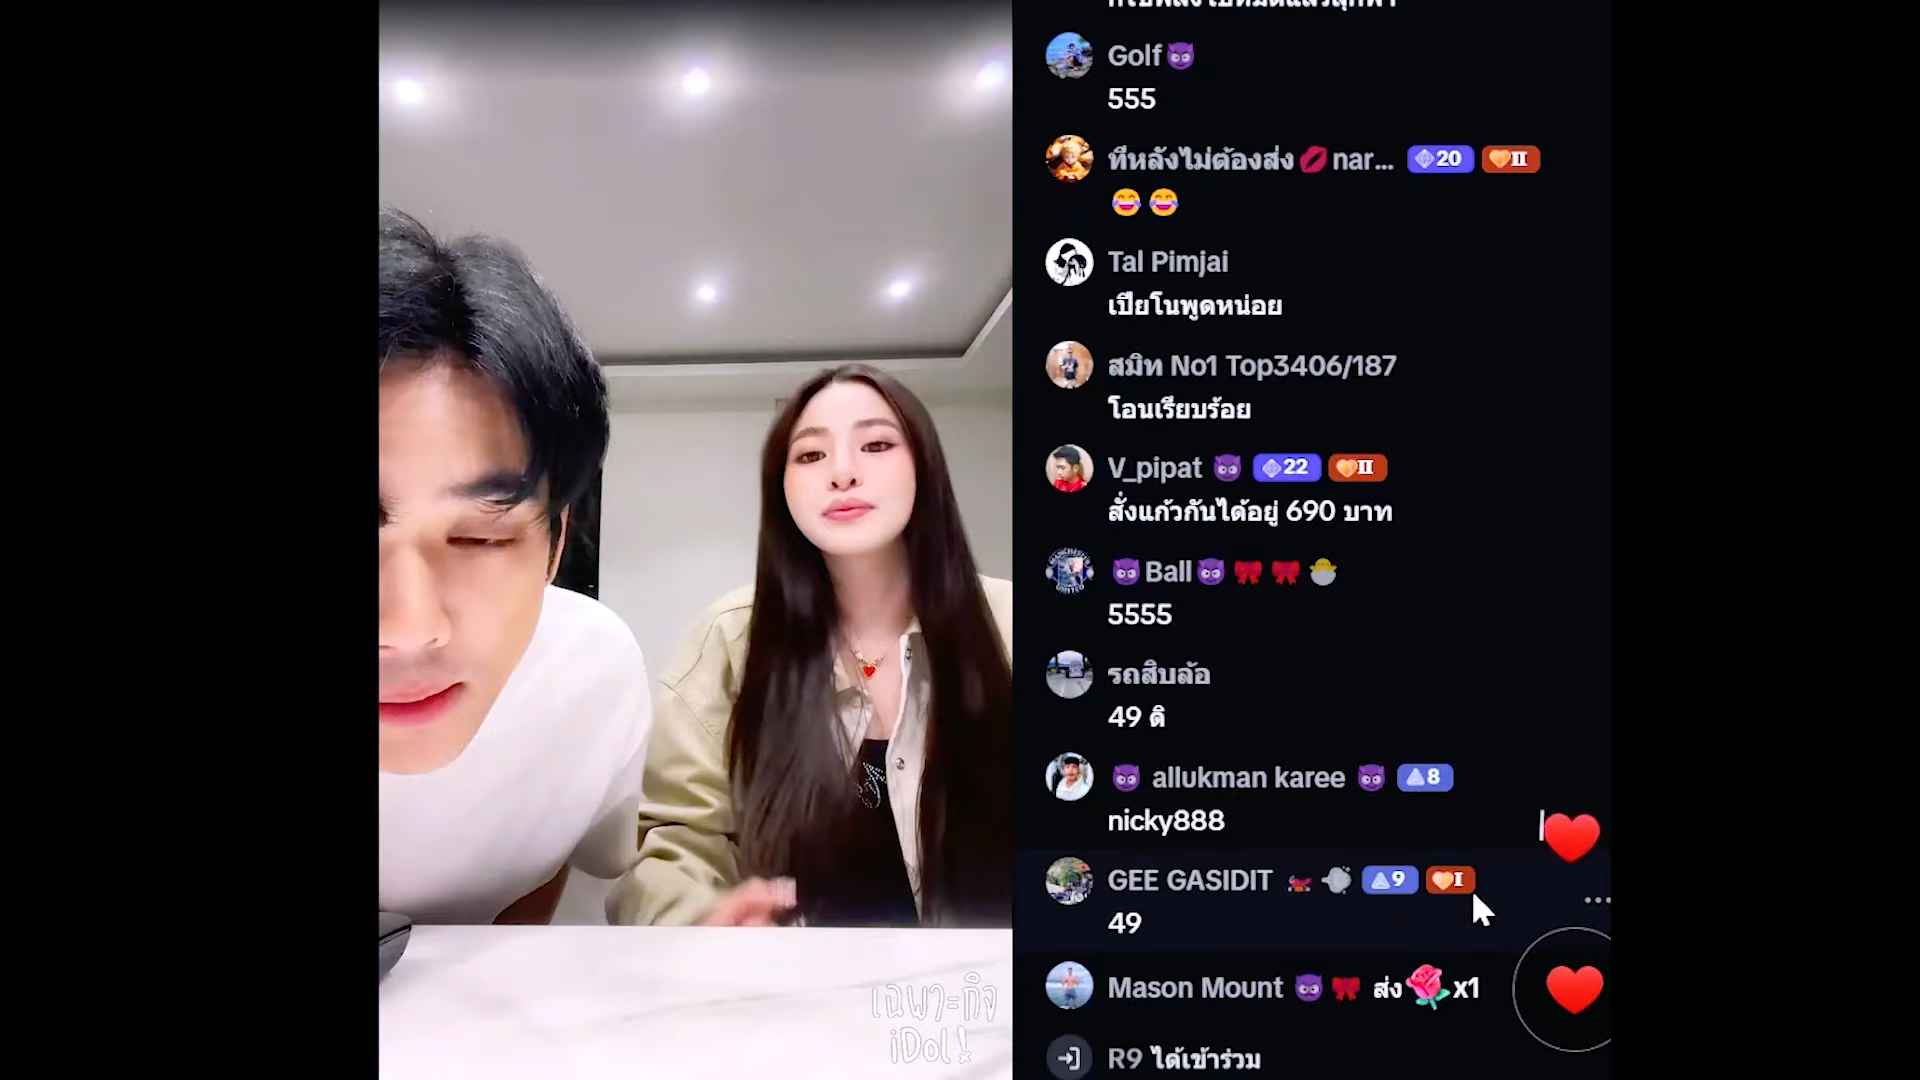 Golf😈
555
ทีหลังไม่ต้องส่ง💋nar... 20 II
😂😂
Tal Pimjai
เปียโนพูดหน่อย
สมิท No1 Top3406/187
โอนเรียบร้อย
V_pipat 😈 22 II
สั่งแก้วกันได้อยู่ 690 บาท
😈Ball😈🎀🎀🐣
5555
รถสิบล้อ
49 ดิ
😈 allukman karee 😈 8
nicky888
GEE GASIDIT 9 I
49
Mason Mount 😈🎀 ส่ง🌹x1
R9 ได้เข้าร่วม
เฉพาะกิจ
iDol!